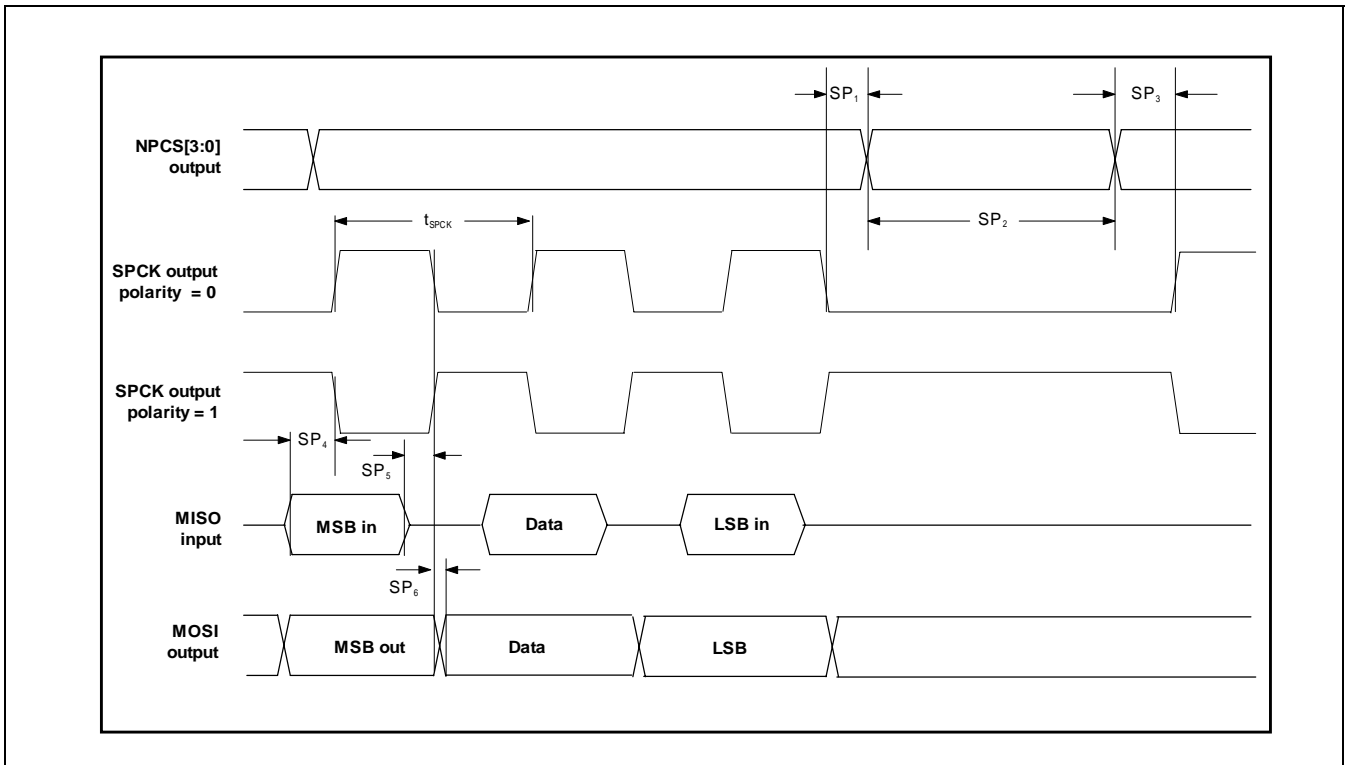 SP₁
SP₃
NPCS[3:0]
output
tSPCK
SP₂
SPCK output
polarity = 0
SPCK output
polarity = 1
SP₄
SP₅
MISO
input
MSB in
Data
LSB in
SP₆
MOSI
output
MSB out
Data
LSB